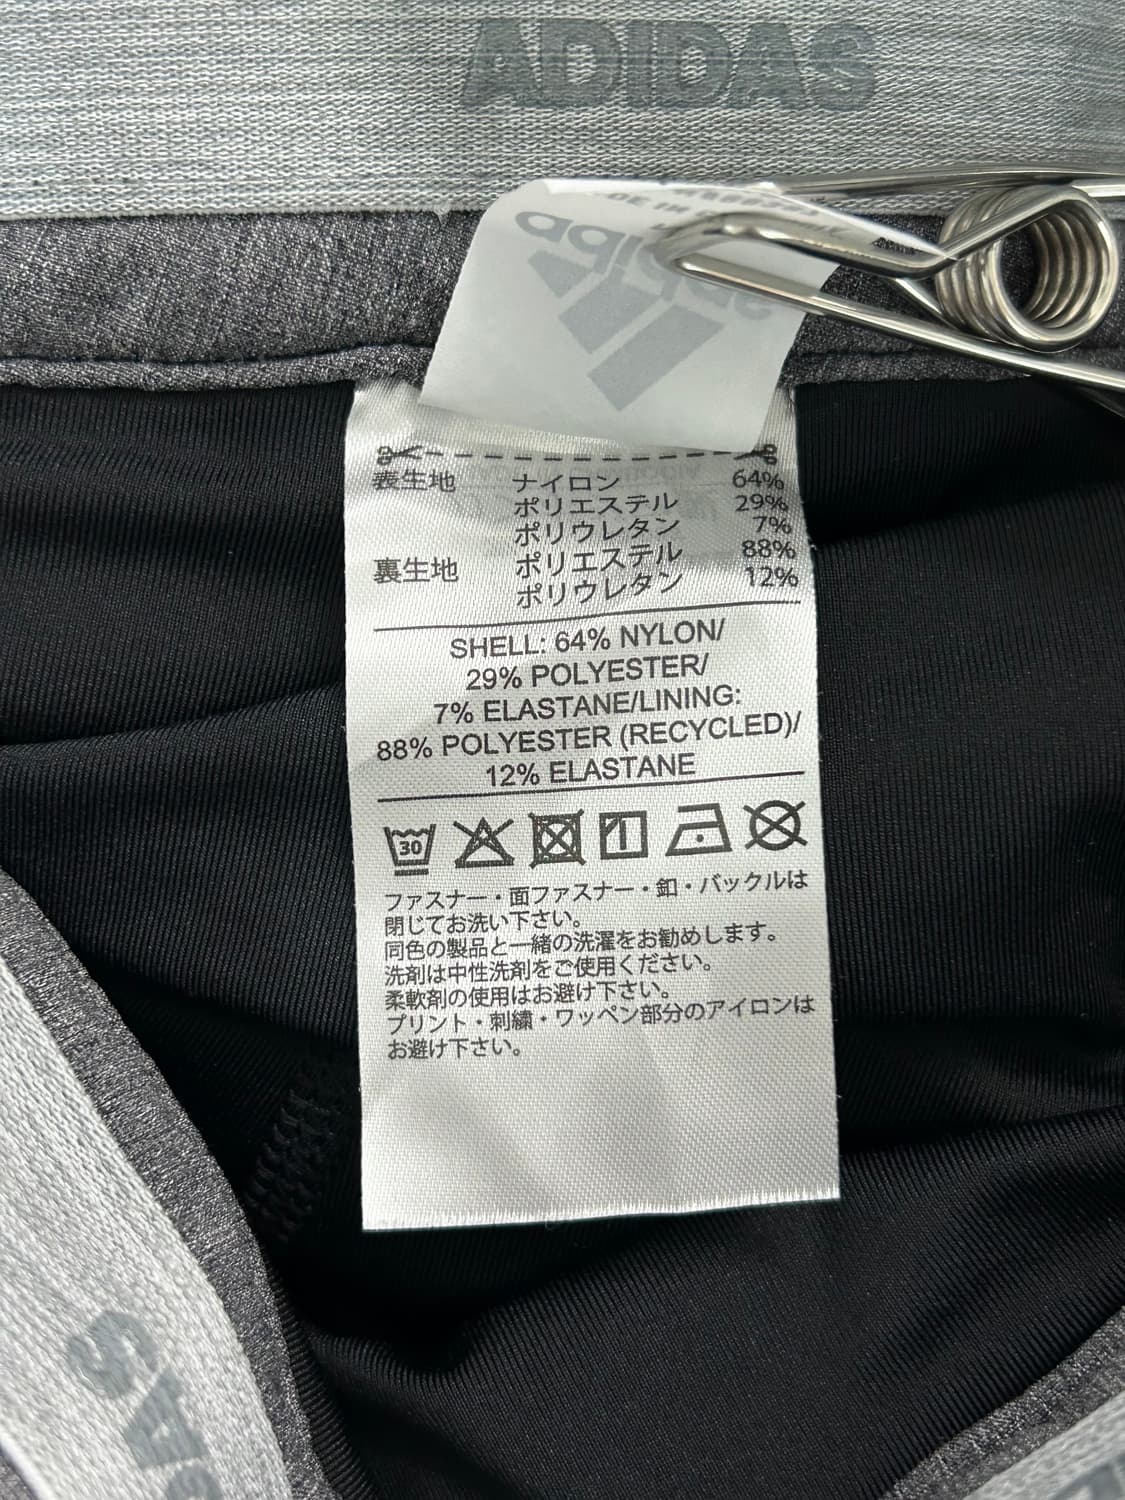 ADIDAS
adidas
表生地 ナイロン 64%
ポリエステル 29%
ポリウレタン 7%
裏生地 ポリエステル 88%
ポリウレタン 12%
SHELL: 64% NYLON/
29% POLYESTER/
7% ELASTANE/LINING:
88% POLYESTER (RECYCLED)/
12% ELASTANE
30
ファスナー・面ファスナー・釦・バックルは
閉じてお洗い下さい。
同色の製品と一緒の洗濯をお勧めします。
洗剤は中性洗剤をご使用ください。
柔軟剤の使用はお避け下さい。
プリント・刺繍・ワッペン部分のアイロンは
お避け下さい。